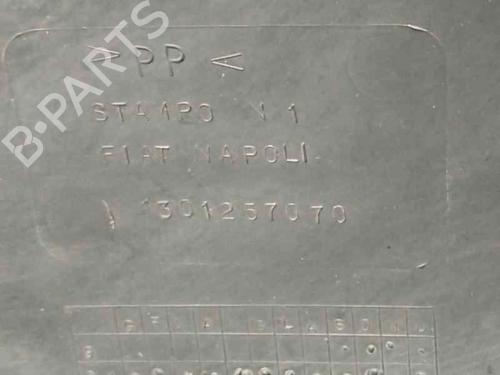 B-PARTS
> PP <
STAMPO N 1
FIAT NAPOLI
1301257070